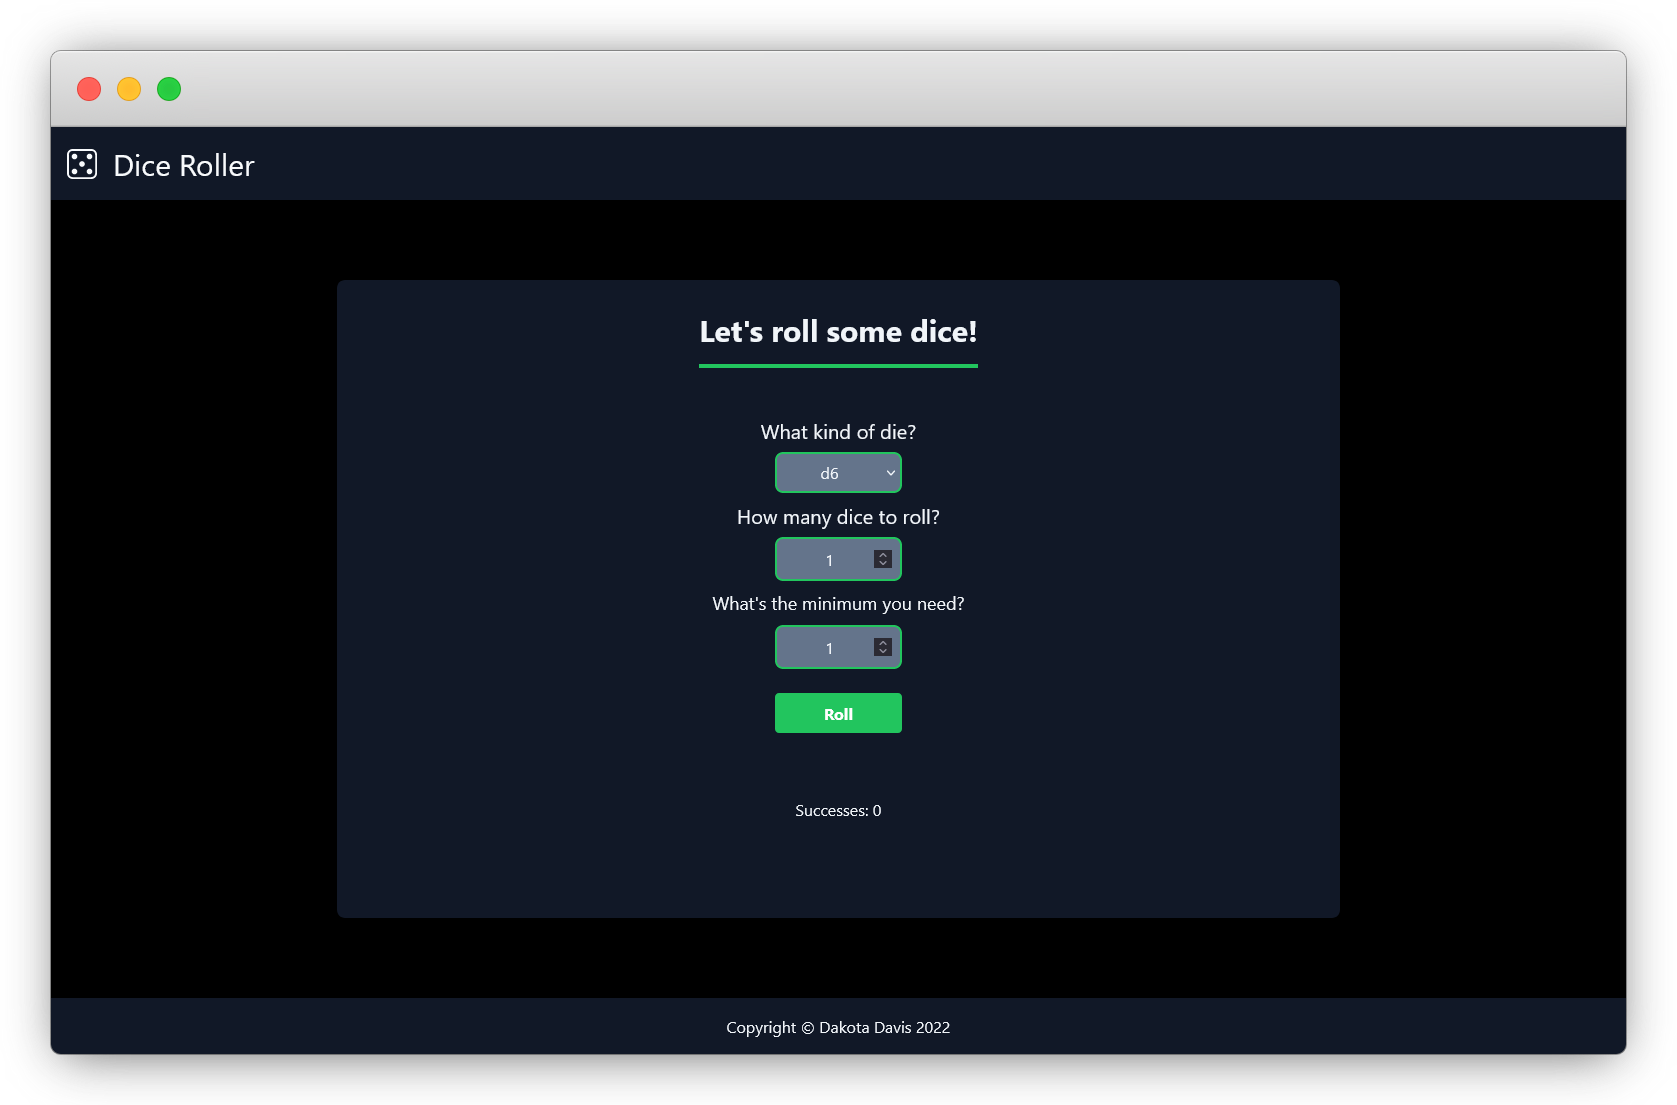 Dice Roller
Let's roll some dice!
What kind of die?
d6
How many dice to roll?
1
What's the minimum you need?
1
Roll
Successes: 0
Copyright © Dakota Davis 2022